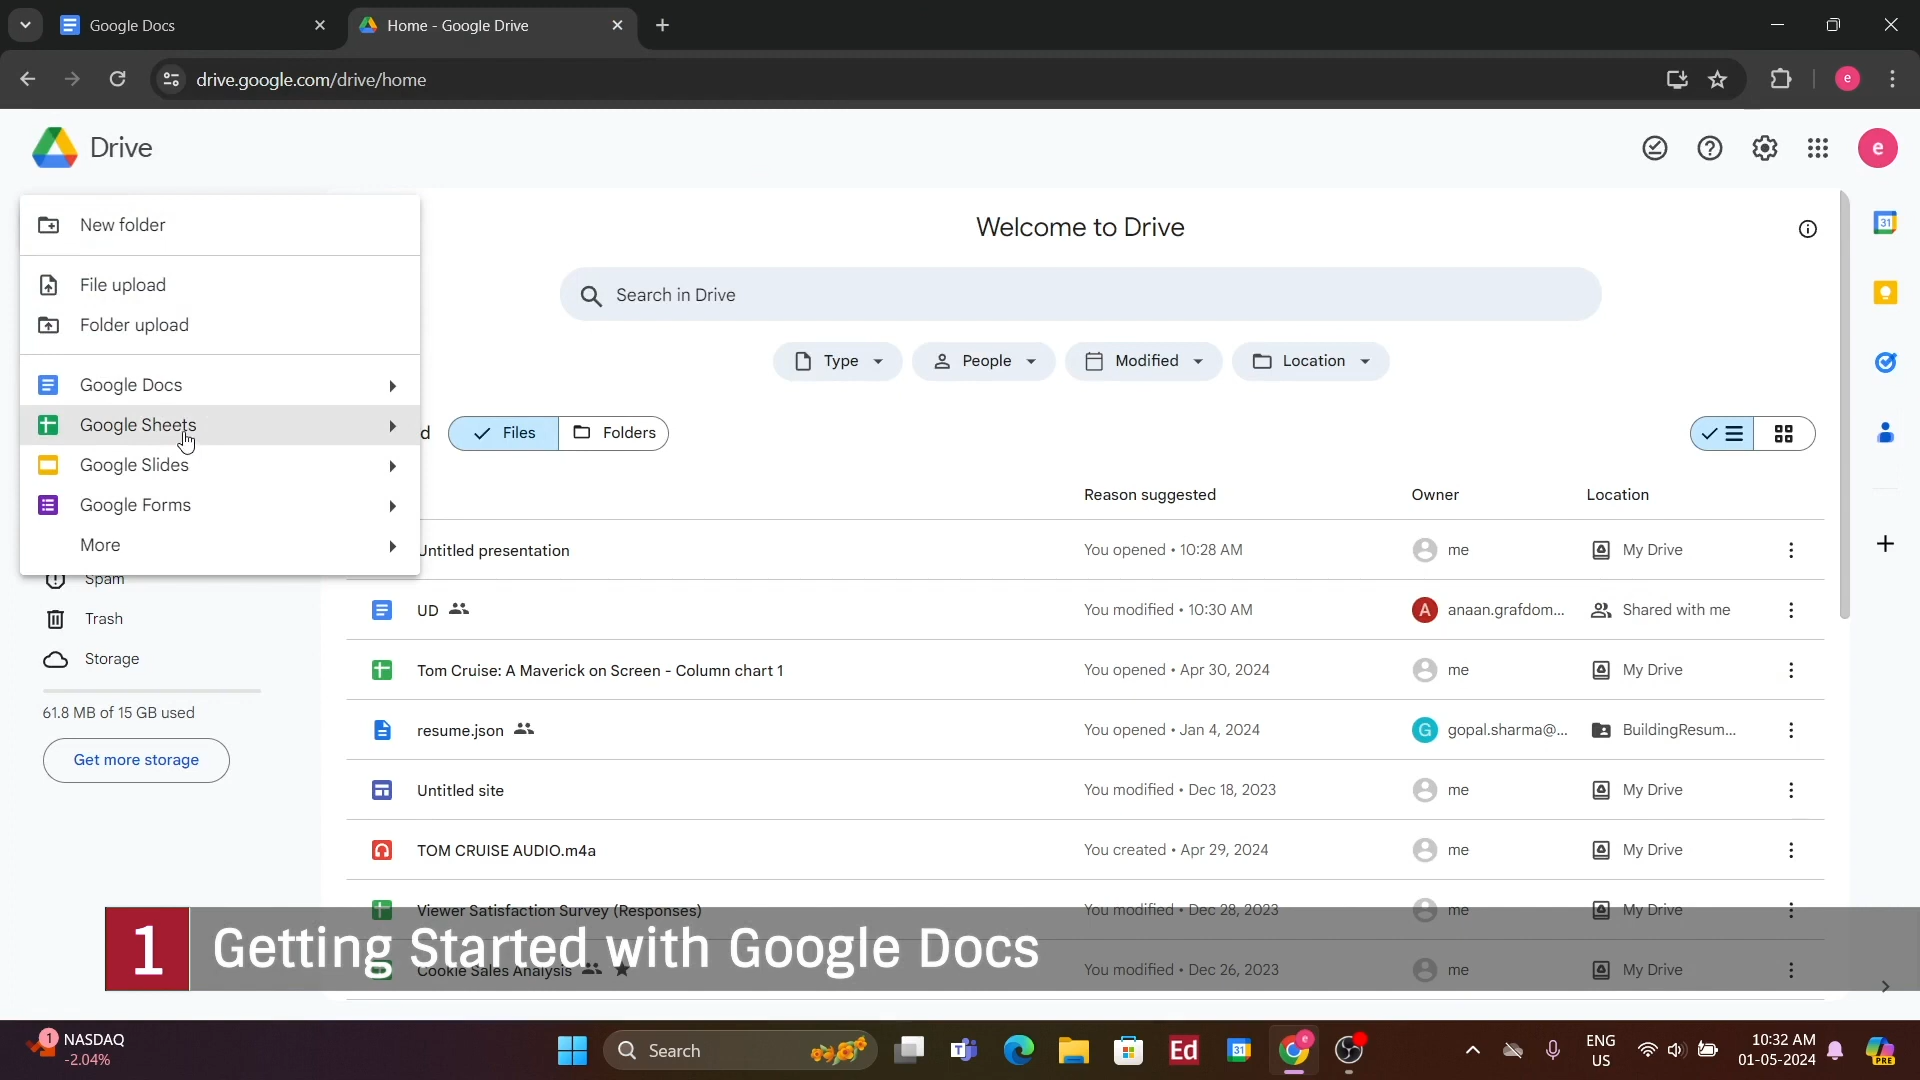 Google Docs
Home - Google Drive
drive.google.com/drive/home
e
Drive
e
New folder
File upload
Folder upload
Google Docs
Google Sheets
Google Slides
Google Forms
More
Spam
Trash
Storage
61.8 MB of 15 GB used
Get more storage
Welcome to Drive
Search in Drive
Type
People
Modified
Location
d
Files
Folders
Reason suggested Owner Location
Untitled presentation You opened • 10:28 AM me My Drive
UD You modified • 10:30 AM A anaan.grafdom... Shared with me
Tom Cruise: A Maverick on Screen - Column chart 1 You opened • Apr 30, 2024 me My Drive
resume.json You opened • Jan 4, 2024 G gopal.sharma@... BuildingResum...
Untitled site You modified • Dec 18, 2023 me My Drive
TOM CRUISE AUDIO.m4a You created • Apr 29, 2024 me My Drive
Viewer Satisfaction Survey (Responses) You modified • Dec 28, 2023 me My Drive
Cookie Sales Analysis You modified • Dec 26, 2023 me My Drive
1 Getting Started with Google Docs
31
1
NASDAQ
-2.04%
Search
Ed
31
e
ENG
US
10:32 AM
01-05-2024
PRE